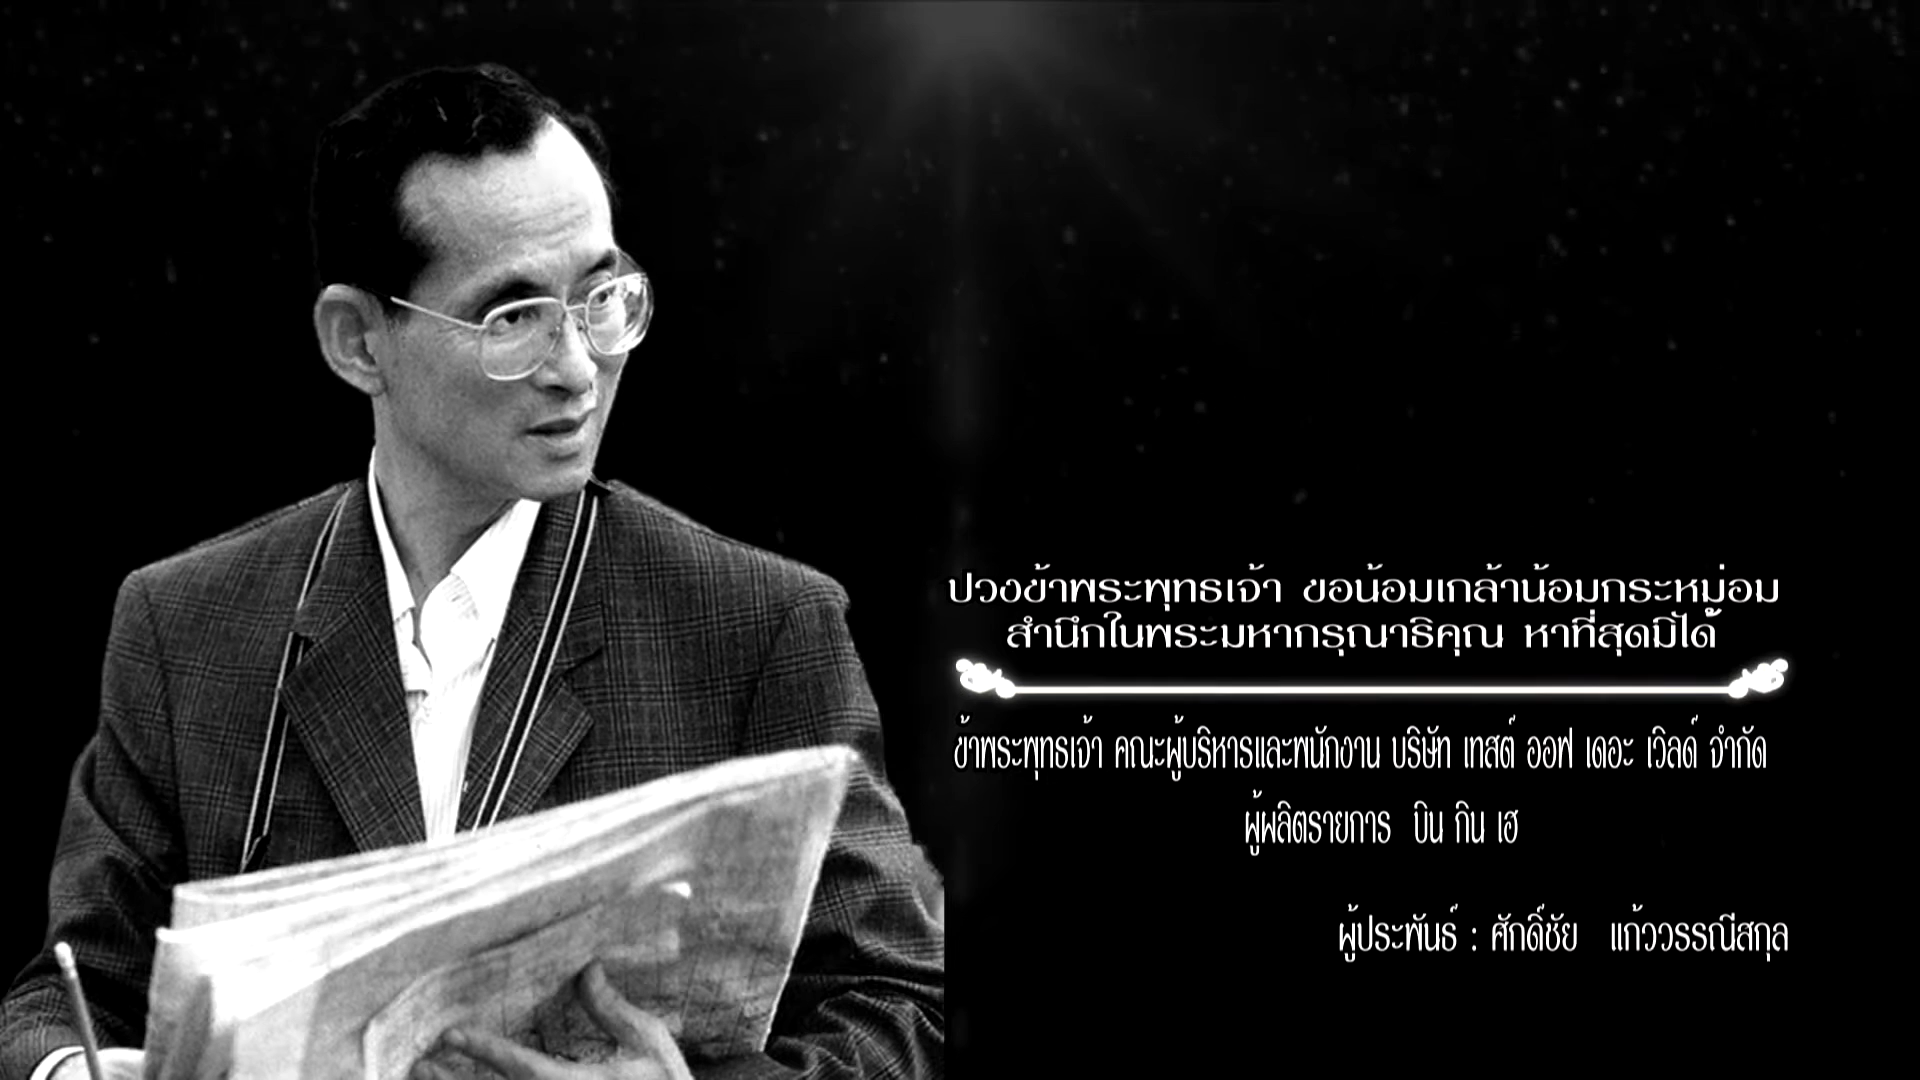 ปวงข้าพระพุทธเจ้า ขอน้อมเกล้าน้อมกระหม่อม
สำนึกในพระมหากรุณาธิคุณ หาที่สุดมิได้
ข้าพระพุทธเจ้า คณะผู้บริหารและพนักงาน บริษัท เทสต์ ออฟ เดอะ เวิลด์ จำกัด
ผู้ผลิตรายการ บิน กิน เฮ
ผู้ประพันธ์ : ศักดิ์ชัย แก้ววรรณีสกุล